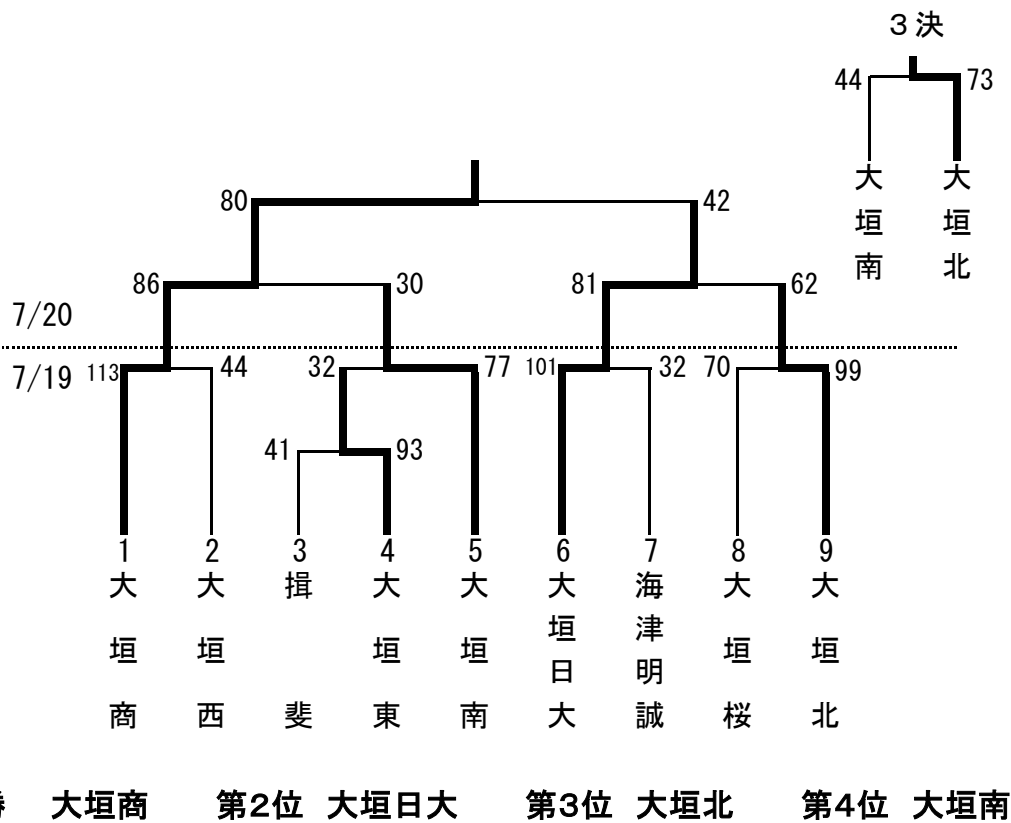 3決
44 73
大垣南
大垣北
80 42
86 30 81 62
7/20
7/19 113 44 32 77 101 32 70 99
41 93
1 2 3 4 5 6 7 8 9
大垣商
大垣西
揖斐
大垣東
大垣南
大垣日大
海津明誠
大垣桜
大垣北
大垣商 第2位 大垣日大 第3位 大垣北 第4位 大垣南